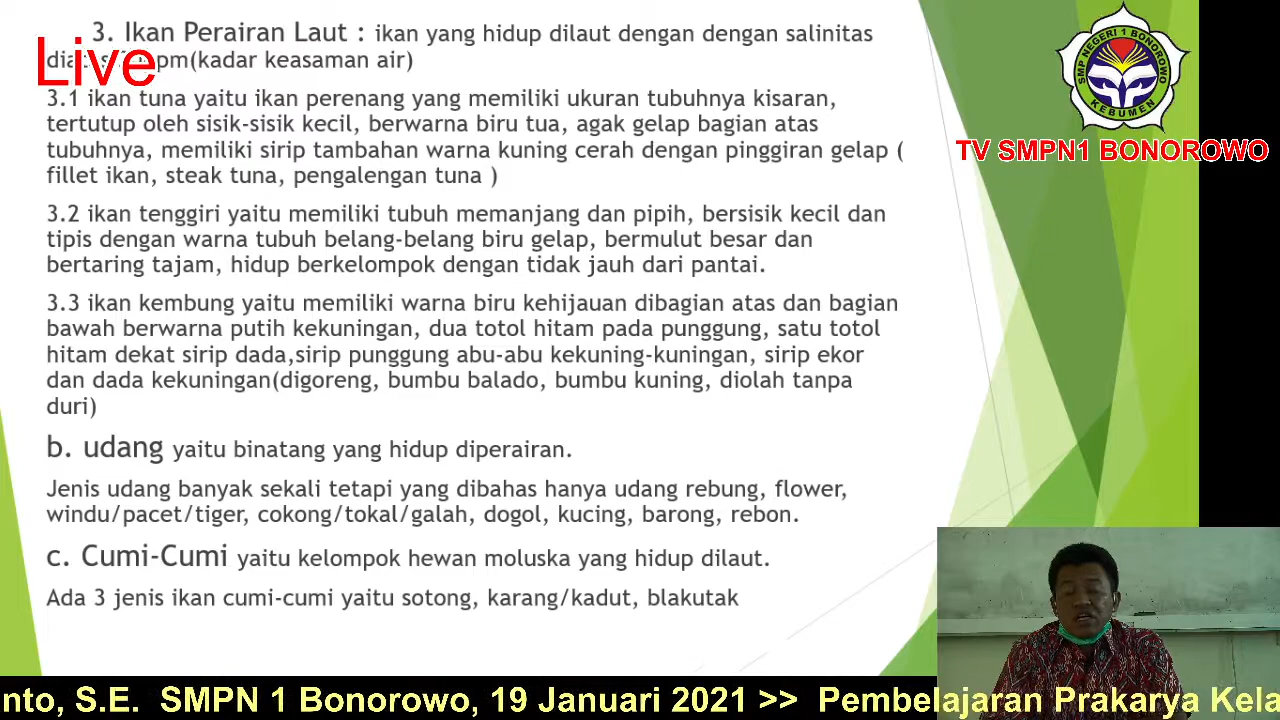 3. Ikan Perairan Laut : ikan yang hidup dilaut dengan dengan salinitas
(kadar keasaman air)
Live
3.1 ikan tuna yaitu ikan perenang yang memiliki ukuran tubuhnya kisaran,
tertutup oleh sisik-sisik kecil, berwarna biru tua, agak gelap bagian atas
tubuhnya, memiliki sirip tambahan warna kuning cerah dengan pinggiran gelap (
fillet ikan, steak tuna, pengalengan tuna )
3.2 ikan tenggiri yaitu memiliki tubuh memanjang dan pipih, bersisik kecil dan
tipis dengan warna tubuh belang-belang biru gelap, bermulut besar dan
bertaring tajam, hidup berkelompok dengan tidak jauh dari pantai.
3.3 ikan kembung yaitu memiliki warna biru kehijauan dibagian atas dan bagian
bawah berwarna putih kekuningan, dua totol hitam pada punggung, satu totol
hitam dekat sirip dada,sirip punggung abu-abu kekuning-kuningan, sirip ekor
dan dada kekuningan(digoreng, bumbu balado, bumbu kuning, diolah tanpa
duri)
b. udang yaitu binatang yang hidup diperairan.
Jenis udang banyak sekali tetapi yang dibahas hanya udang rebung, flower,
windu/pacet/tiger, cokong/tokal/galah, dogol, kucing, barong, rebon.
c. Cumi-Cumi yaitu kelompok hewan moluska yang hidup dilaut.
Ada 3 jenis ikan cumi-cumi yaitu sotong, karang/kadut, blakutak
SMP NEGERI 1 BONOROWO
KEBUMEN
TV SMPN1 BONOROWO
nto, S.E. SMPN 1 Bonorowo, 19 Januari 2021 >> Pembelajaran Prakarya Kela